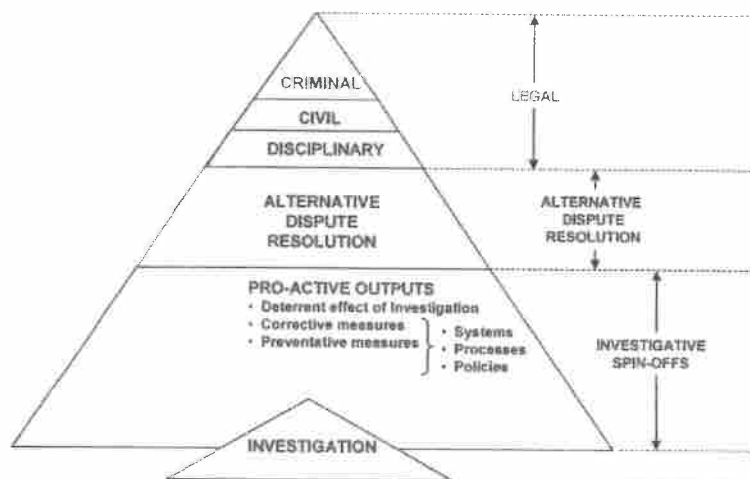 CRIMINAL
LEGAL
CIVIL
DISCIPLINARY
ALTERNATIVE
DISPUTE
RESOLUTION
ALTERNATIVE
DISPUTE
RESOLUTION
PRO-ACTIVE OUTPUTS
• Deterrent effect of Investigation
• Corrective measures
• Preventative measures
• Systems
• Processes
• Policies
INVESTIGATIVE
SPIN-OFFS
INVESTIGATION